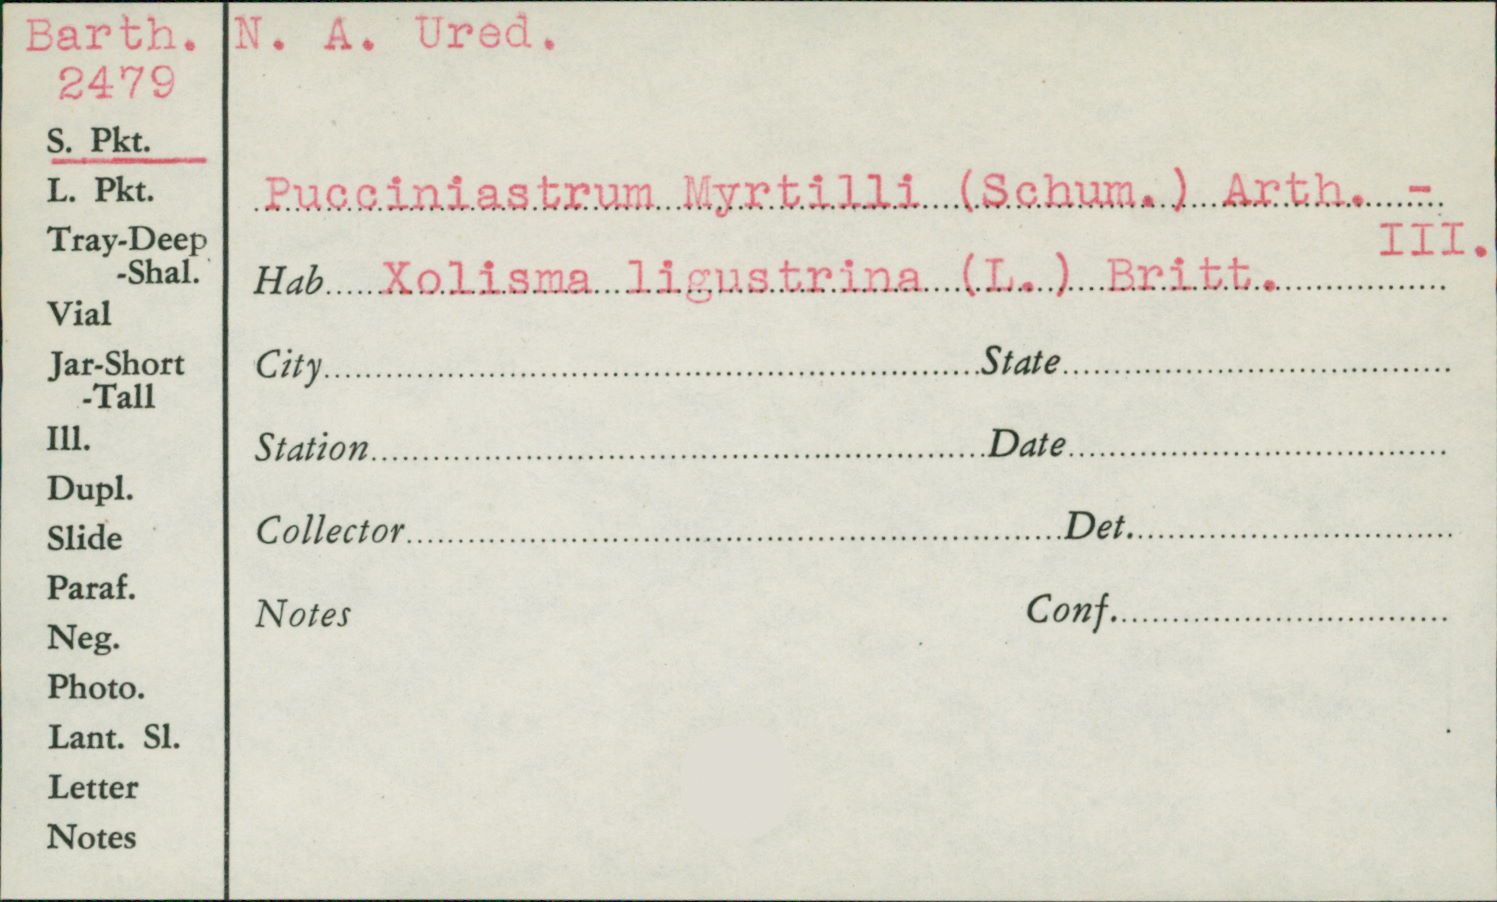 Barth. N. A. Ured.
2479
S. Pkt.
L. Pkt.
Tray-Deep
-Shal.
Vial
Jar-Short
-Tall
Ill.
Dupl.
Slide
Paraf.
Neg.
Photo.
Lant. Sl.
Letter
Notes
Pucciniastrum Myrtilli (Schum.) Arth. -
III.
Hab Xolisma ligustrina (L.) Britt.
City State
Station Date
Collector Det.
Notes Conf.